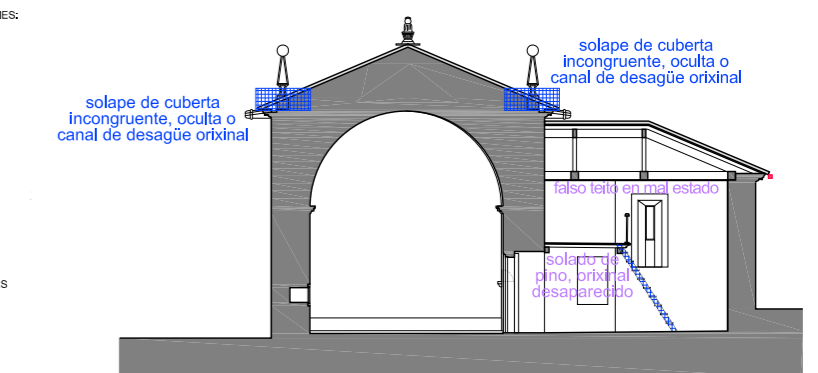 solape de cuberta
incongruente, oculta o
canal de desagüe orixinal
solape de cuberta
incongruente, oculta o
canal de desagüe orixinal
falso teito en mal estado
solado de
pino, orixinal
desaparecido